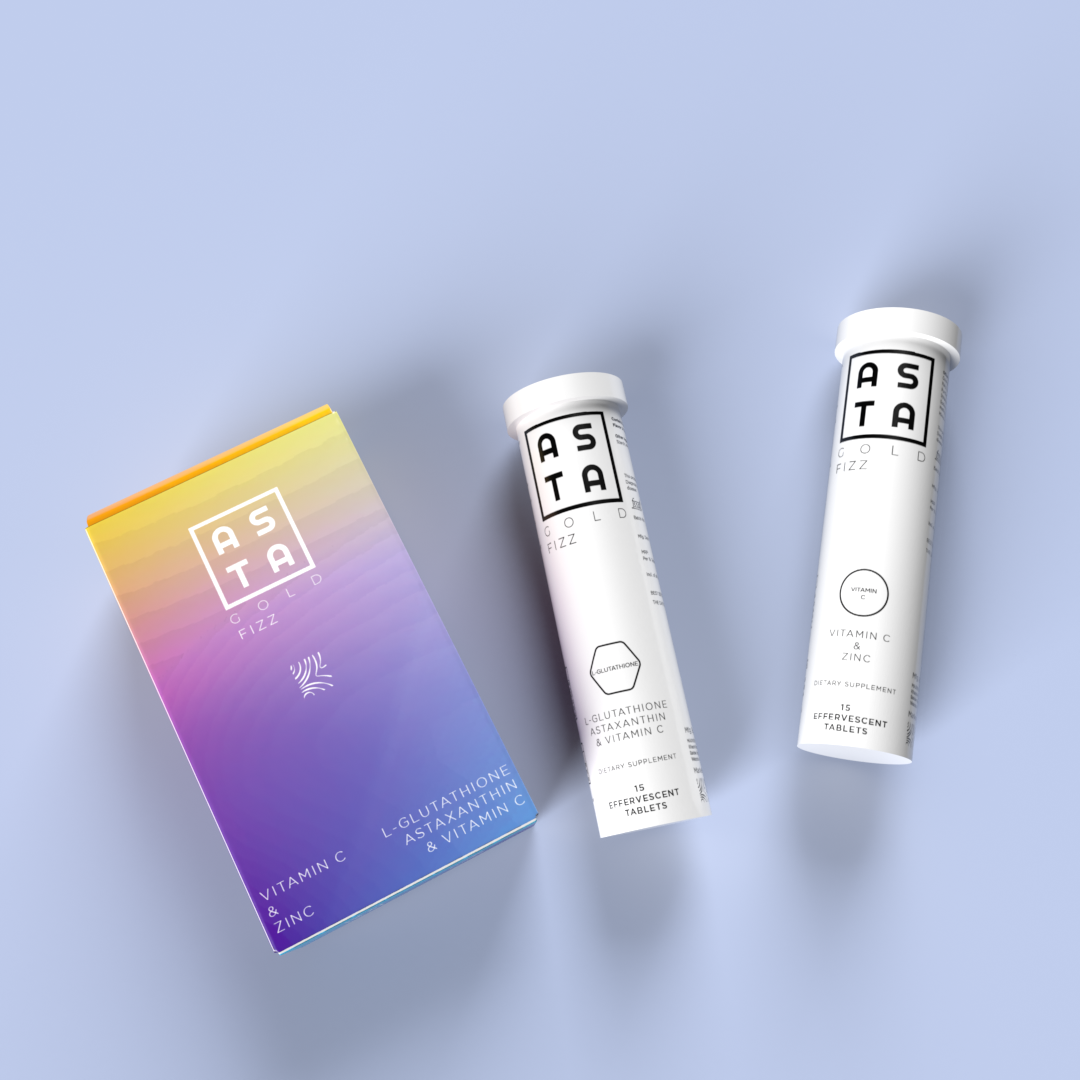 AS
TA
GOLD
FIZZ
VITAMIN C
&
ZINC
L-GLUTATHIONE
ASTAXANTHIN
& VITAMIN C
AS
TA
GOLD
FIZZ
L-GLUTATHIONE
L-GLUTATHIONE
ASTAXANTHIN
& VITAMIN C
DIETARY SUPPLEMENT
15
EFFERVESCENT
TABLETS
AS
TA
GOLD
FIZZ
VITAMIN
C
VITAMIN C
&
ZINC
DIETARY SUPPLEMENT
15
EFFERVESCENT
TABLETS